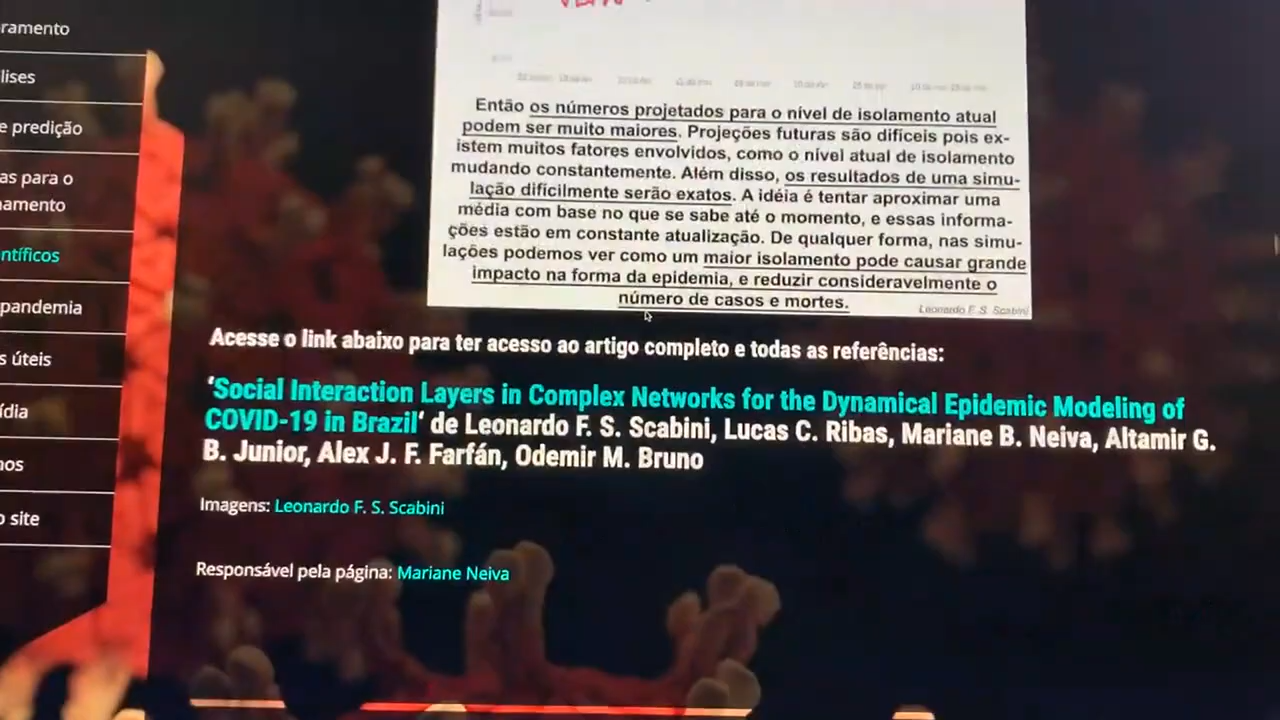 ramento
lises
e predição
as para o
namento
ntíficos
pandemia
s úteis
ídia
nos
o site
Então os números projetados para o nível de isolamento atual
podem ser muito maiores. Projeções futuras são difíceis pois ex-
istem muitos fatores envolvidos, como o nível atual de isolamento
mudando constantemente. Além disso, os resultados de uma simu-
lação dificilmente serão exatos. A idéia é tentar aproximar uma
média com base no que se sabe até o momento, e essas informa-
ções estão em constante atualização. De qualquer forma, nas simu-
lações podemos ver como um maior isolamento pode causar grande
impacto na forma da epidemia, e reduzir consideravelmente o
número de casos e mortes.
Leonardo F. S. Scabini
Acesse o link abaixo para ter acesso ao artigo completo e todas as referências:
‘Social Interaction Layers in Complex Networks for the Dynamical Epidemic Modeling of
COVID-19 in Brazil‘ de Leonardo F. S. Scabini, Lucas C. Ribas, Mariane B. Neiva, Altamir G.
B. Junior, Alex J. F. Farfán, Odemir M. Bruno
Imagens: Leonardo F. S. Scabini
Responsável pela página: Mariane Neiva